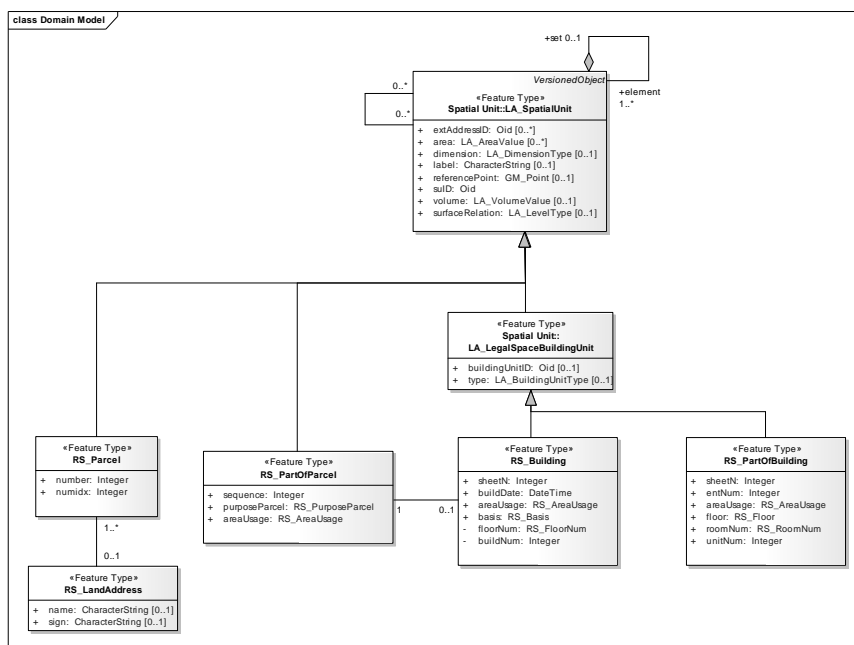 class Domain Model
+set 0..1
VersionedObject
0..*
0..*
+element
1..*
«Feature Type»
Spatial Unit::LA_SpatialUnit
+ extAddressID: Oid [0..*]
+ area: LA_AreaValue [0..*]
+ dimension: LA_DimensionType [0..1]
+ label: CharacterString [0..1]
+ referencePoint: GM_Point [0..1]
+ suID: Oid
+ volume: LA_VolumeValue [0..1]
+ surfaceRelation: LA_LevelType [0..1]
«Feature Type»
Spatial Unit::
LA_LegalSpaceBuildingUnit
+ buildingUnitID: Oid [0..1]
+ type: LA_BuildingUnitType [0..1]
«Feature Type»
RS_Parcel
+ number: Integer
+ numidx: Integer
«Feature Type»
RS_PartOfParcel
+ sequence: Integer
+ purposeParcel: RS_PurposeParcel
+ areaUsage: RS_AreaUsage
«Feature Type»
RS_Building
+ sheetN: Integer
+ buildDate: DateTime
+ areaUsage: RS_AreaUsage
+ basis: RS_Basis
- floorNum: RS_FloorNum
- buildNum: Integer
«Feature Type»
RS_PartOfBuilding
+ sheetN: Integer
+ entNum: Integer
+ areaUsage: RS_AreaUsage
+ floor: RS_Floor
+ roomNum: RS_RoomNum
+ unitNum: Integer
1
0..1
1..*
0..1
«Feature Type»
RS_LandAddress
+ name: CharacterString [0..1]
+ sign: CharacterString [0..1]